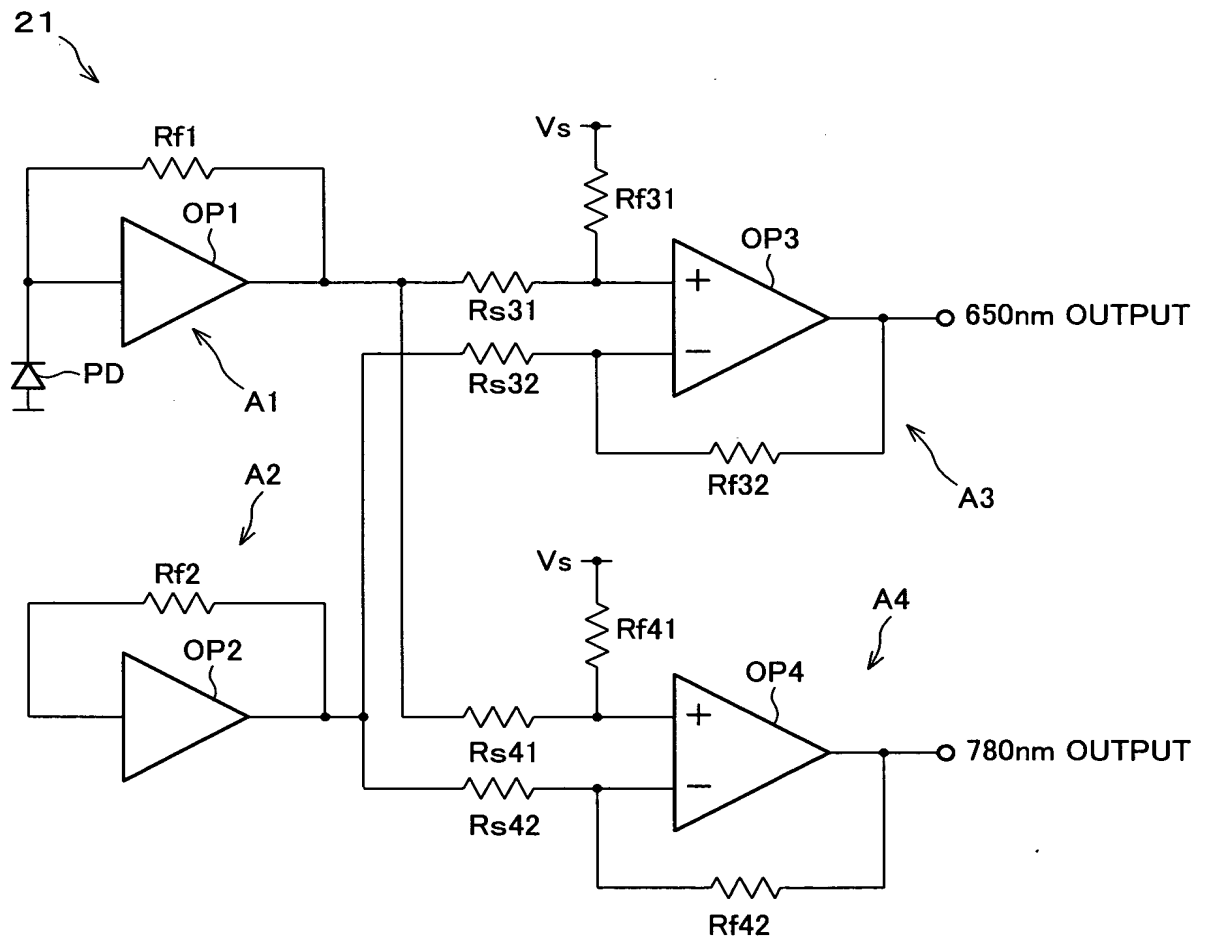 21
Rf1
OP1
PD
A1
Vs
Rf31
Rs31
Rs32
OP3
+
−
650nm OUTPUT
Rf32
A3
A2
Rf2
OP2
Vs
Rf41
Rs41
Rs42
OP4
A4
+
−
780nm OUTPUT
Rf42